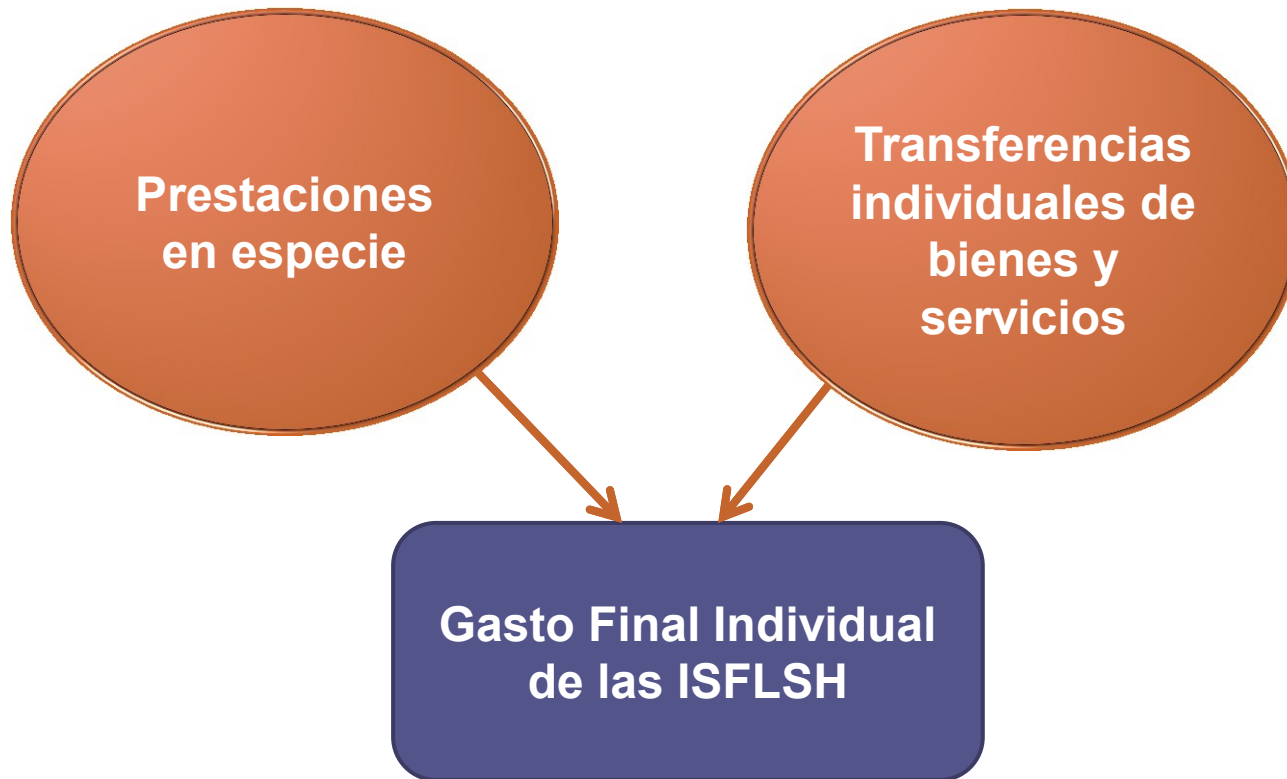 Prestaciones
en especie
Transferencias
individuales de
bienes y
servicios
Gasto Final Individual
de las ISFLSH